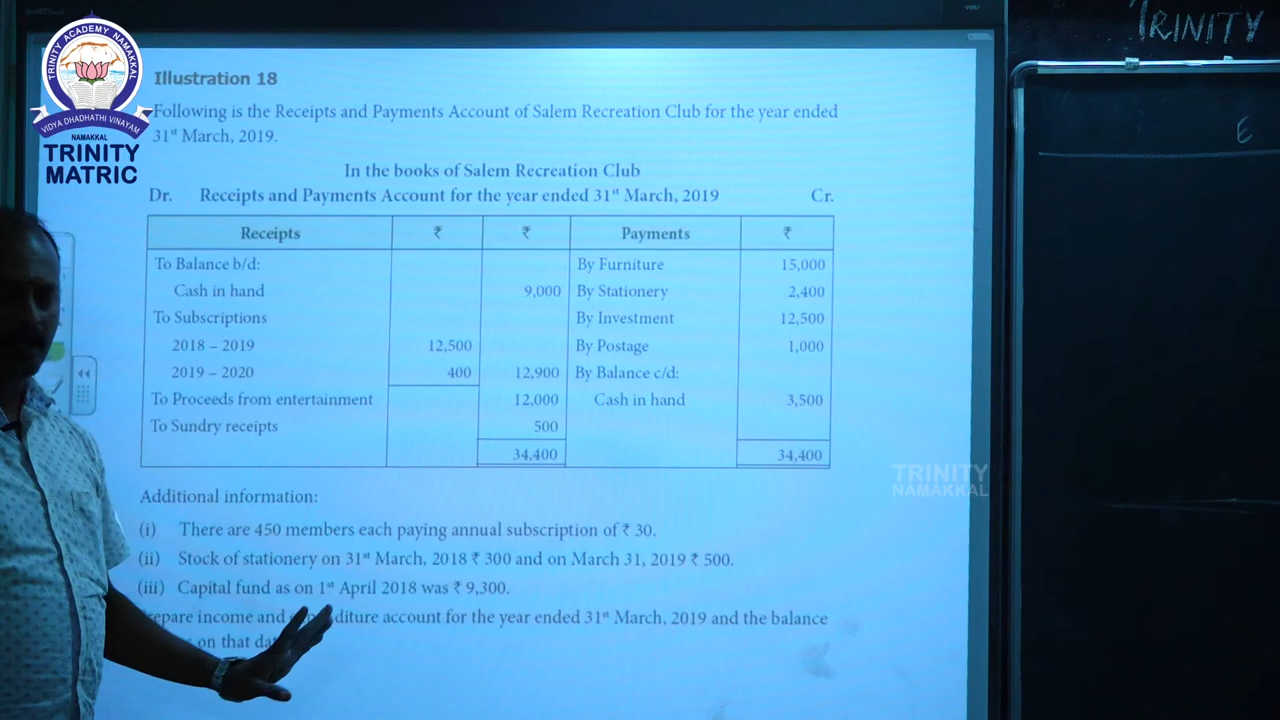 SMART
TRINITY ACADEMY NAMAKKAL
VIDYA DHADHATHI VINAYAM
NAMAKKAL
TRINITY
MATRIC
TRINITY
E
Illustration 18
Following is the Receipts and Payments Account of Salem Recreation Club for the year ended
31st March, 2019.
In the books of Salem Recreation Club
Dr. Receipts and Payments Account for the year ended 31st March, 2019 Cr.
Receipts ₹ ₹ Payments ₹
To Balance b/d: By Furniture 15,000
Cash in hand 9,000 By Stationery 2,400
To Subscriptions By Investment 12,500
2018 – 2019 12,500 By Postage 1,000
2019 – 2020 400 12,900 By Balance c/d:
To Proceeds from entertainment 12,000 Cash in hand 3,500
To Sundry receipts 500
34,400 34,400
TRINITY
NAMAKKAL
Additional information:
(i) There are 450 members each paying annual subscription of ₹ 30.
(ii) Stock of stationery on 31st March, 2018 ₹ 300 and on March 31, 2019 ₹ 500.
(iii) Capital fund as on 1st April 2018 was ₹ 9,300.
repare income and diture account for the year ended 31st March, 2019 and the balance
on that dat